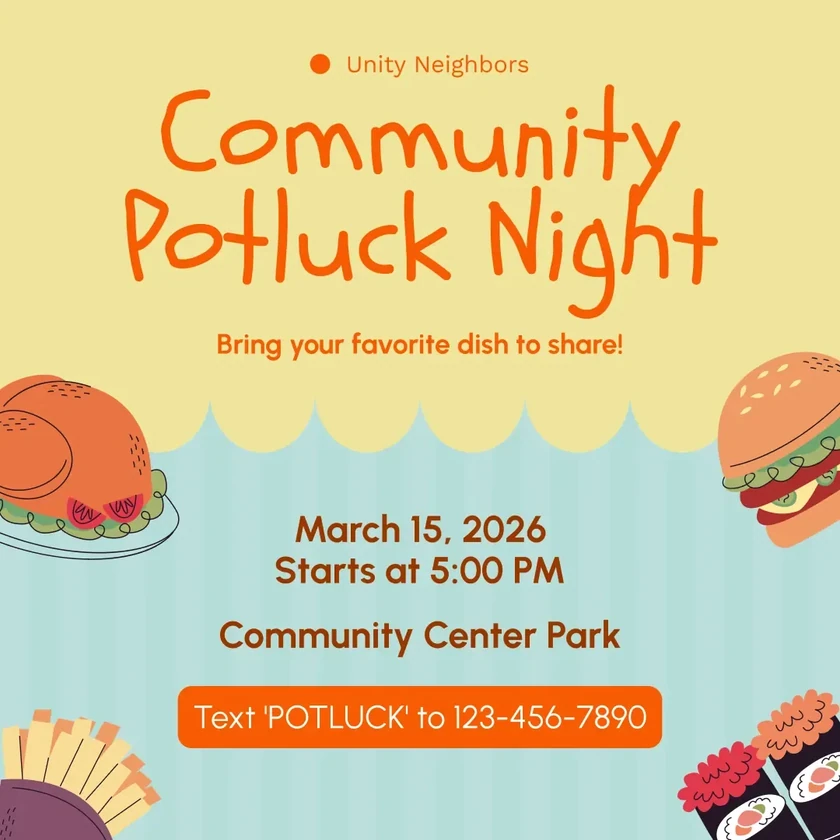 Unity Neighbors
Community
Potluck Night
Bring your favorite dish to share!
March 15, 2026
Starts at 5:00 PM
Community Center Park
Text 'POTLUCK' to 123-456-7890